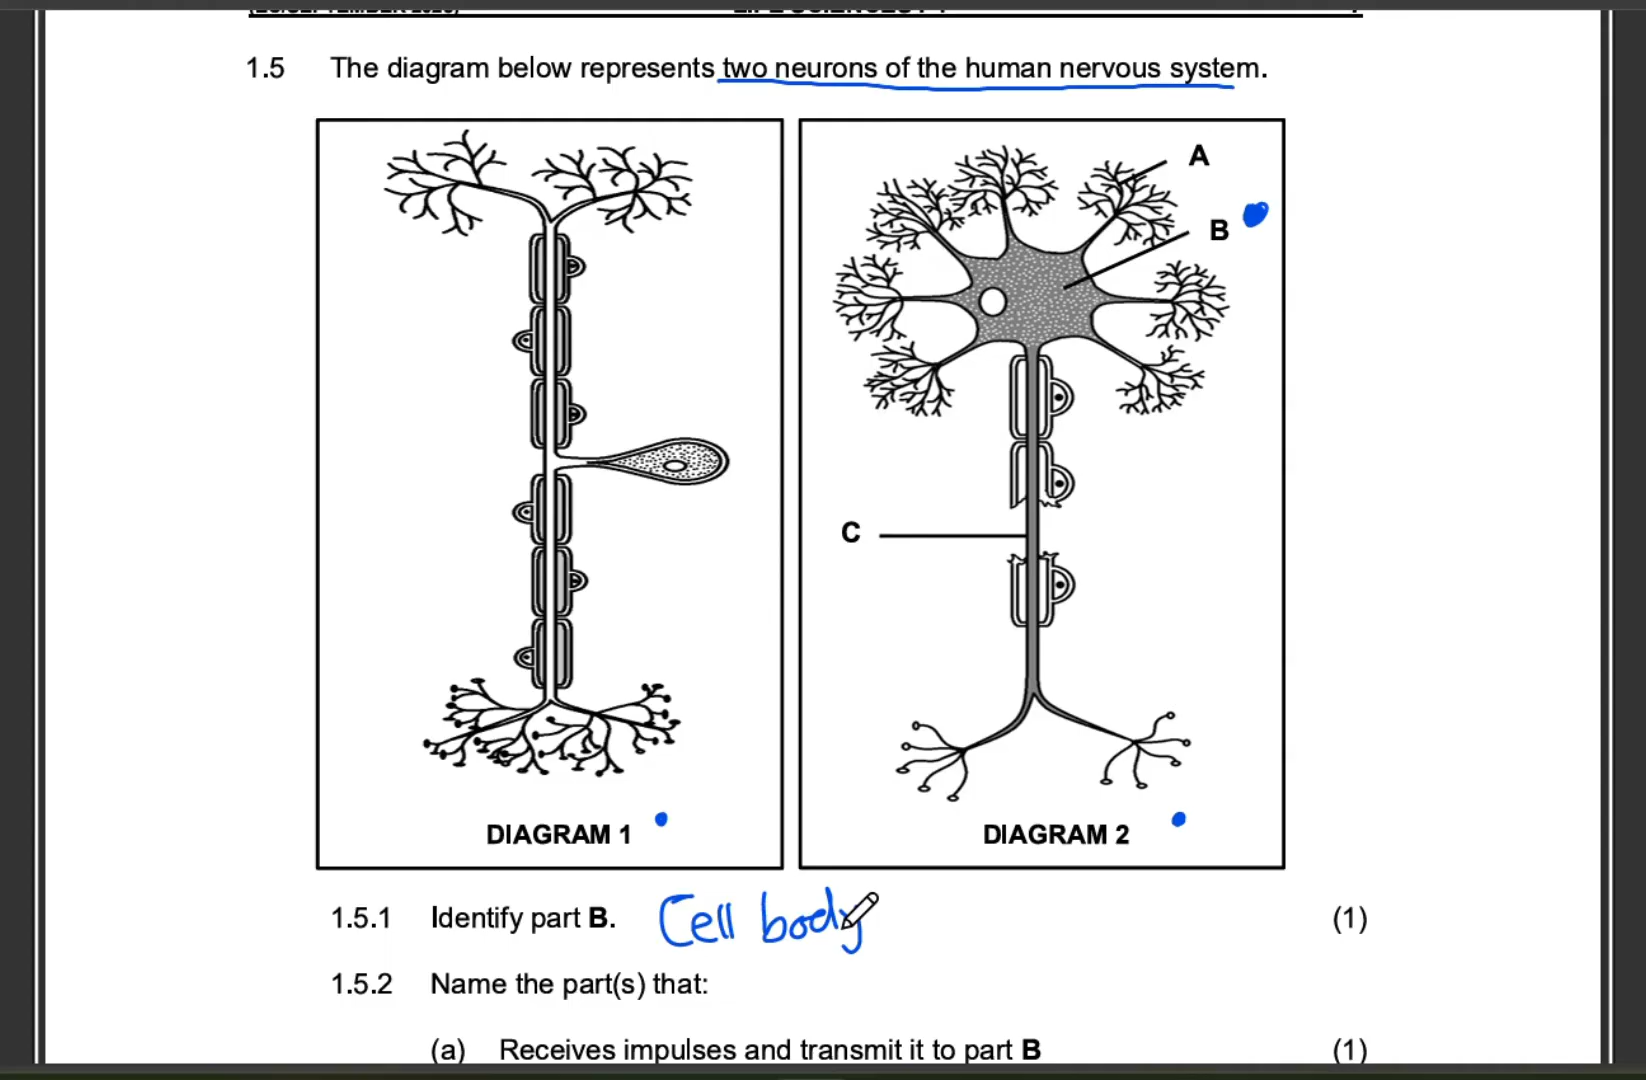 1.5 The diagram below represents two neurons of the human nervous system.
A
B
C
DIAGRAM 1
DIAGRAM 2
1.5.1 Identify part B. Cell body (1)
1.5.2 Name the part(s) that:
(a) Receives impulses and transmit it to part B (1)